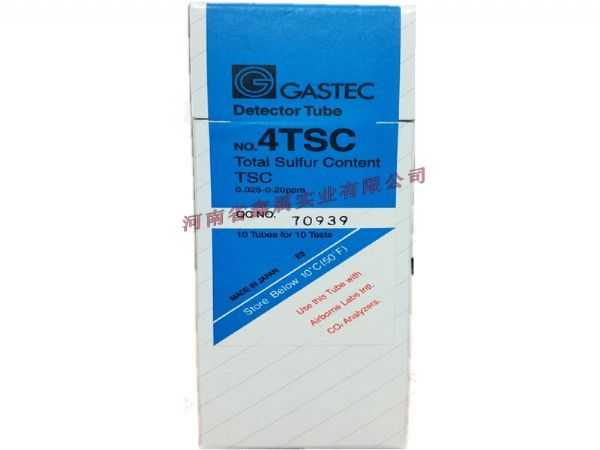 G GASTEC
Detector Tube
NO. 4TSC
Total Sulfur Content
TSC
0.025-0.20ppm
河南省鑫属实业有限公司
QC NO. 70939
10 Tubes for 10 Tests
MADE IN JAPAN E2
Store Below 10°C(50°F)
Use this Tube with
Airborne Labs Intl.
CO₂ Analyzers.